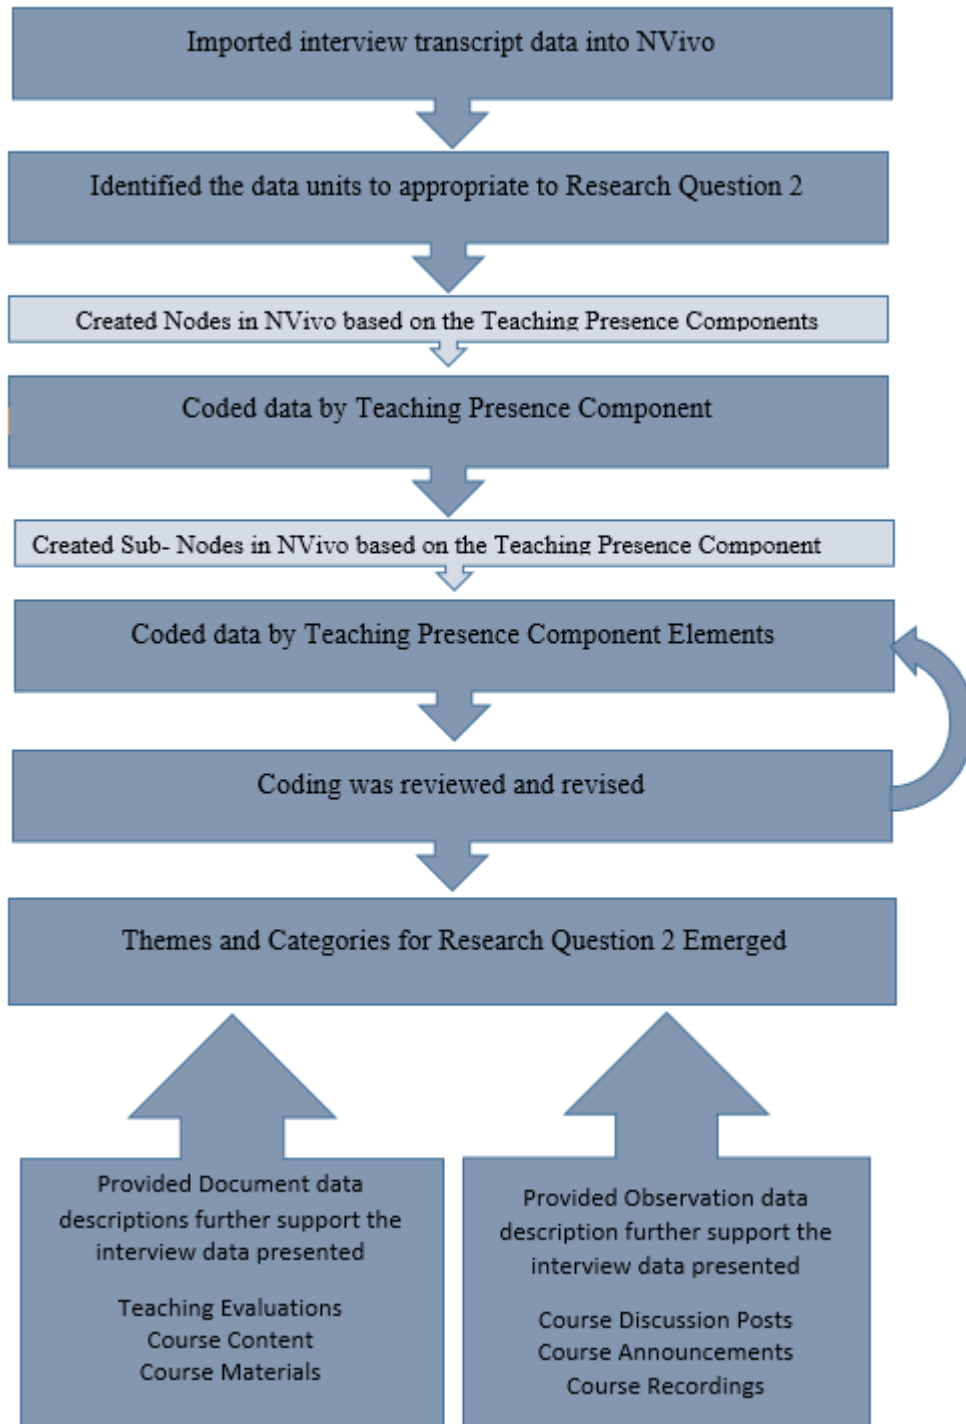 Imported interview transcript data into NVivo
Identified the data units to appropriate to Research Question 2
Created Nodes in NVivo based on the Teaching Presence Components
Coded data by Teaching Presence Component
Created Sub- Nodes in NVivo based on the Teaching Presence Component
Coded data by Teaching Presence Component Elements
Coding was reviewed and revised
Themes and Categories for Research Question 2 Emerged
Provided Document data
descriptions further support the
interview data presented
Teaching Evaluations
Course Content
Course Materials
Provided Observation data
description further support the
interview data presented
Course Discussion Posts
Course Announcements
Course Recordings